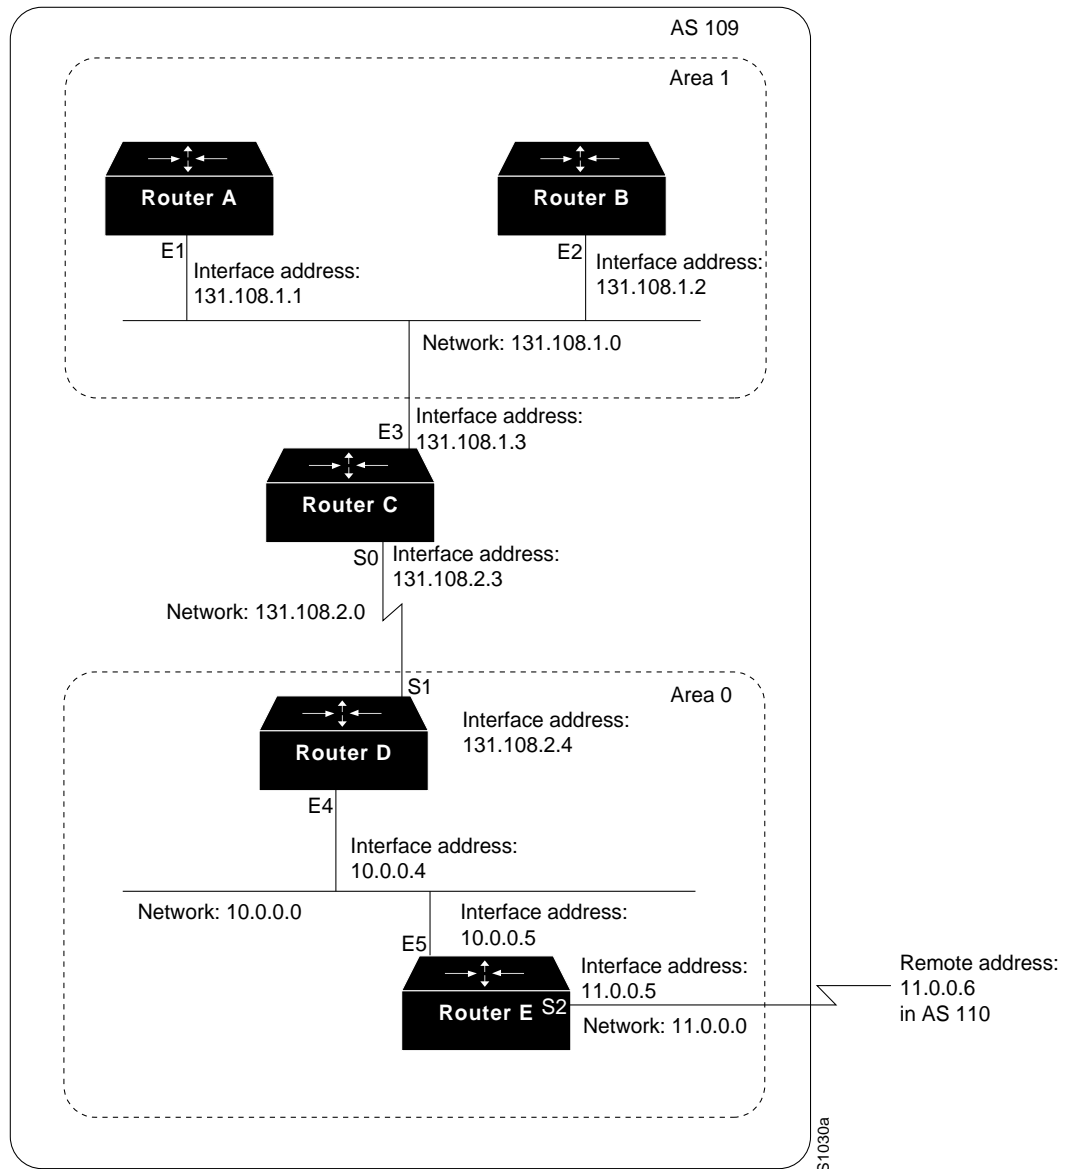 AS 109
Area 1
Router A
Router B
E1
Interface address:
131.108.1.1
E2
Interface address:
131.108.1.2
Network: 131.108.1.0
Interface address:
131.108.1.3
E3
Router C
S0
Interface address:
131.108.2.3
Network: 131.108.2.0
S1
Area 0
Interface address:
131.108.2.4
Router D
E4
Interface address:
10.0.0.4
Network: 10.0.0.0
Interface address:
10.0.0.5
E5
Interface address:
11.0.0.5
Router E
S2
Network: 11.0.0.0
Remote address:
11.0.0.6
in AS 110
S1030a